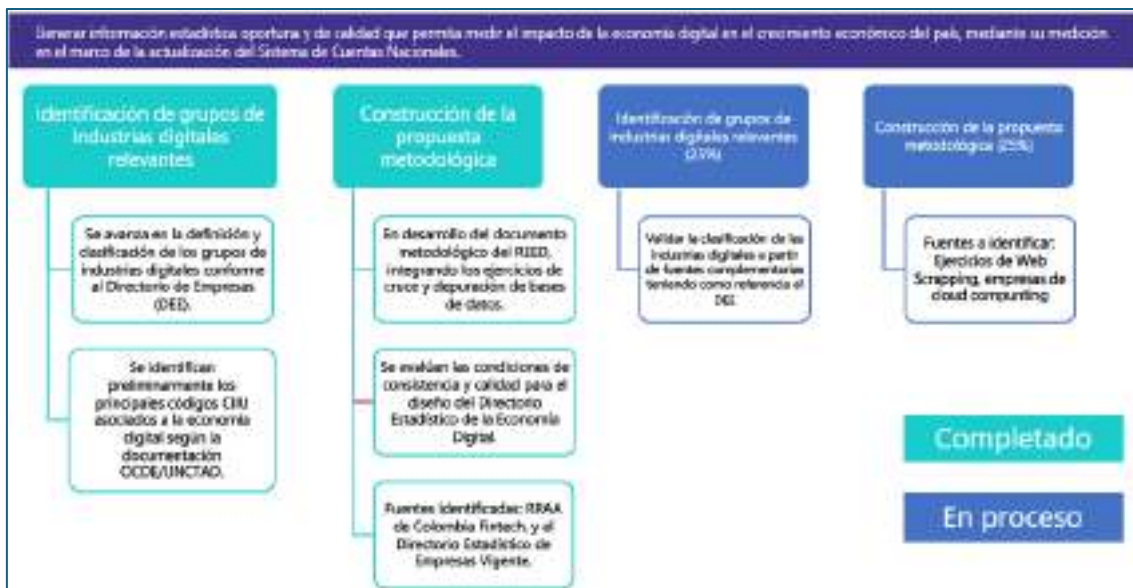 Generar información estadística oportuna y de calidad que permita medir el impacto de la economía digital en el crecimiento económico del país, mediante su medición
en el marco de la actualización del Sistema de Cuentas Nacionales.
Identificación de grupos de
industrias digitales
relevantes
Se avanza en la definición y
clasificación de los grupos de
industrias digitales conforme
al Directorio de Empresas
(DEE).
Se identifican
preliminarmente los
principales códigos CIIU
asociados a la economía
digital según la
documentación
OCDE/UNCTAD.
Construcción de la
propuesta
metodológica
En desarrollo del documento
metodológico del
integrando los ejercicios de
cruce y depuración de bases
de datos.
Se evalúan las condiciones de
consistencia y calidad para el
diseño del Directorio
Estadístico de la Economía
Digital.
Fuentes identificadas: RRAA
de Colombia Fintech, y el
Directorio Estadístico de
Empresas Vigente.
Identificación de grupos de
industrias digitales relevantes
(25%)
Validar la clasificación de las
industrias digitales a partir
de fuentes complementarias
teniendo como referencia el
DEE
Construcción de la propuesta
metodológica (25%)
Fuentes a identificar:
Ejercicios de Web
Scrapping, empresas de
cloud compunting
Completado
En proceso